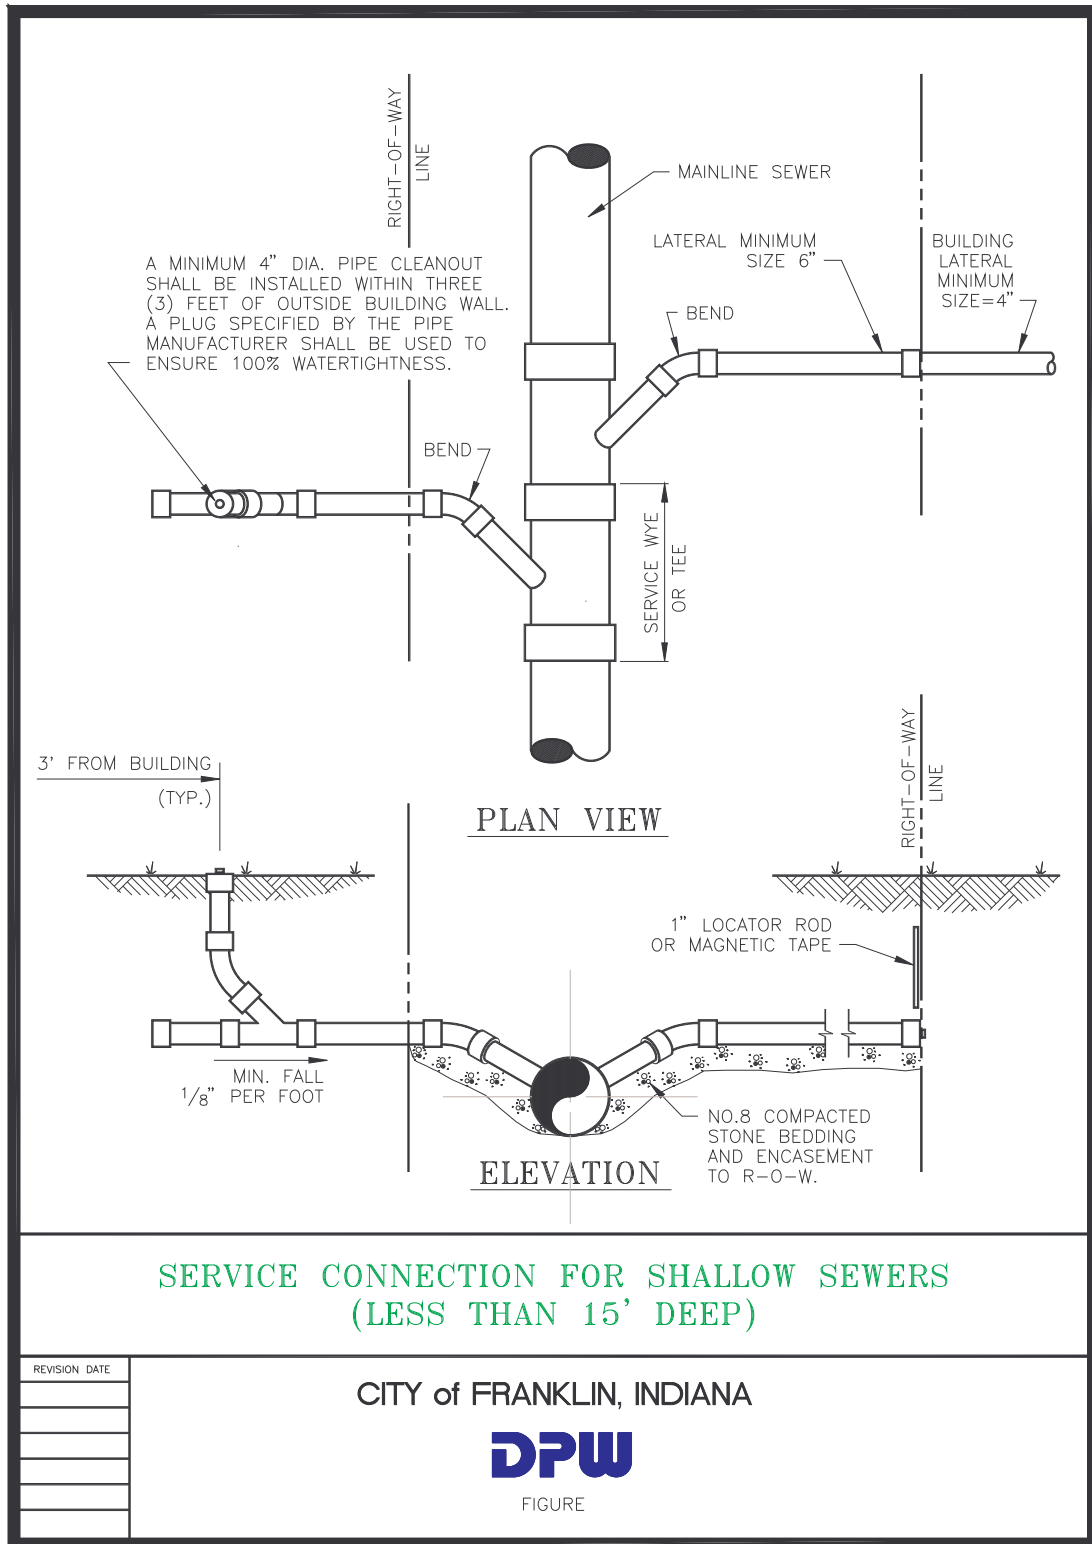 RIGHT-OF-WAY
LINE
MAINLINE SEWER
LATERAL MINIMUM
SIZE 6"
BUILDING
LATERAL
MINIMUM
SIZE=4"
A MINIMUM 4" DIA. PIPE CLEANOUT
SHALL BE INSTALLED WITHIN THREE
(3) FEET OF OUTSIDE BUILDING WALL.
A PLUG SPECIFIED BY THE PIPE
MANUFACTURER SHALL BE USED TO
ENSURE 100% WATERTIGHTNESS.
BEND
BEND
SERVICE WYE
OR TEE
PLAN VIEW
3' FROM BUILDING
(TYP.)
RIGHT-OF-WAY
LINE
1" LOCATOR ROD
OR MAGNETIC TAPE
MIN. FALL
1/8" PER FOOT
NO.8 COMPACTED
STONE BEDDING
AND ENCASEMENT
TO R-O-W.
ELEVATION
SERVICE CONNECTION FOR SHALLOW SEWERS
(LESS THAN 15' DEEP)
REVISION DATE
CITY of FRANKLIN, INDIANA
DPW
FIGURE